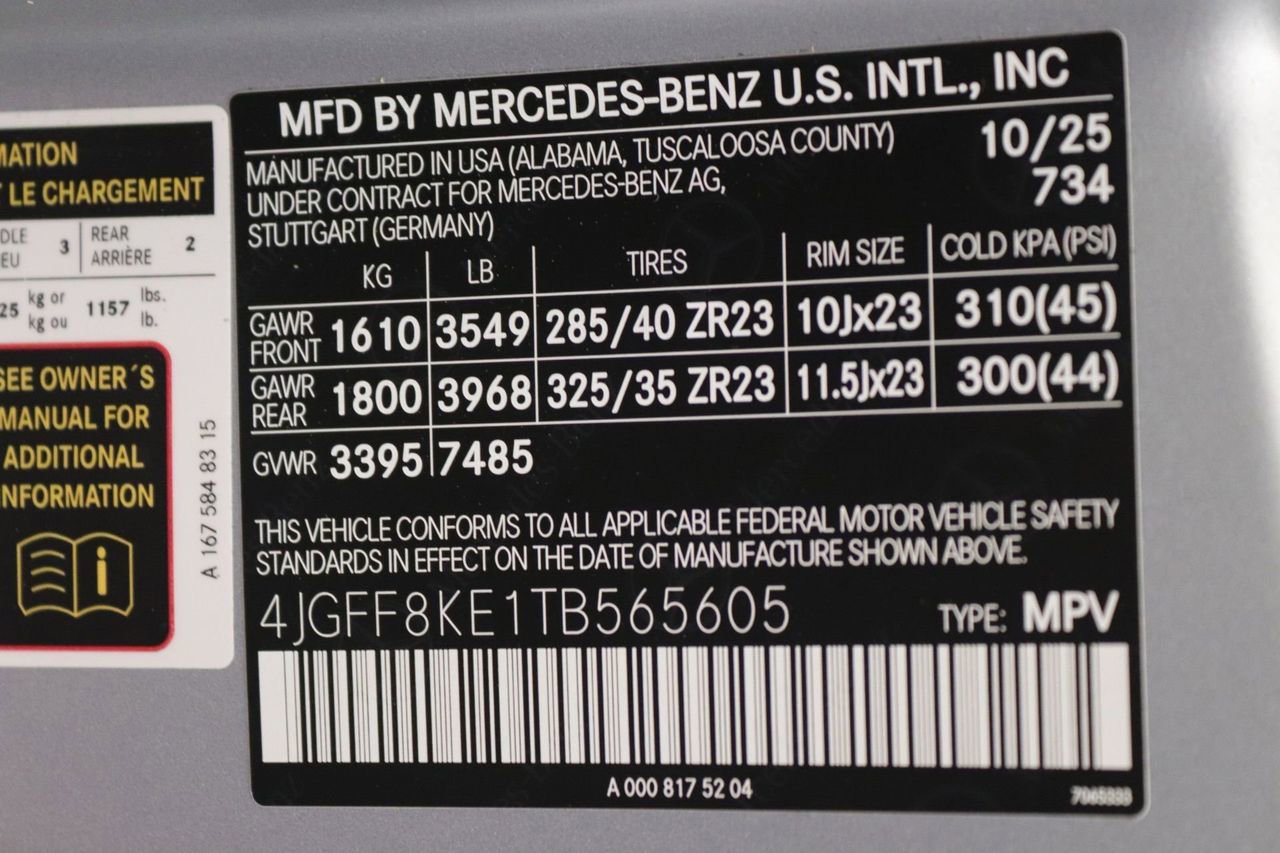 MATION
LE CHARGEMENT
DLE
EU
3
REAR
ARRIÈRE
2
25
kg or
kg ou
1157
lbs.
lb.
SEE OWNER´S
MANUAL FOR
ADDITIONAL
INFORMATION
A 167 584 83 15
MFD BY MERCEDES-BENZ U.S. INTL., INC
MANUFACTURED IN USA (ALABAMA, TUSCALOOSA COUNTY) 10/25
UNDER CONTRACT FOR MERCEDES-BENZ AG, 734
STUTTGART (GERMANY)
KG LB TIRES RIM SIZE COLD KPA (PSI)
GAWR FRONT 1610 3549 285/40 ZR23 10Jx23 310(45)
GAWR REAR 1800 3968 325/35 ZR23 11.5Jx23 300(44)
GVWR 3395 7485
THIS VEHICLE CONFORMS TO ALL APPLICABLE FEDERAL MOTOR VEHICLE SAFETY
STANDARDS IN EFFECT ON THE DATE OF MANUFACTURE SHOWN ABOVE.
4JGFF8KE1TB565605 TYPE: MPV
A 000 817 52 04